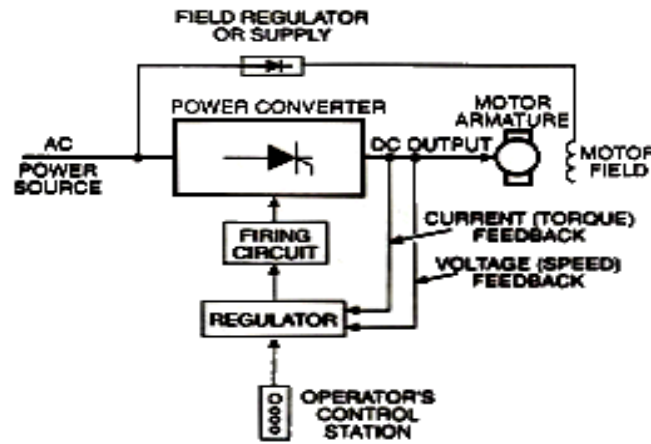 FIELD REGULATOR
OR SUPPLY
POWER CONVERTER
MOTOR
ARMATURE
AC
POWER
SOURCE
DC OUTPUT
MOTOR
FIELD
FIRING
CIRCUIT
CURRENT (TORQUE)
FEEDBACK
VOLTAGE (SPEED)
FEEDBACK
REGULATOR
OPERATOR'S
CONTROL
STATION